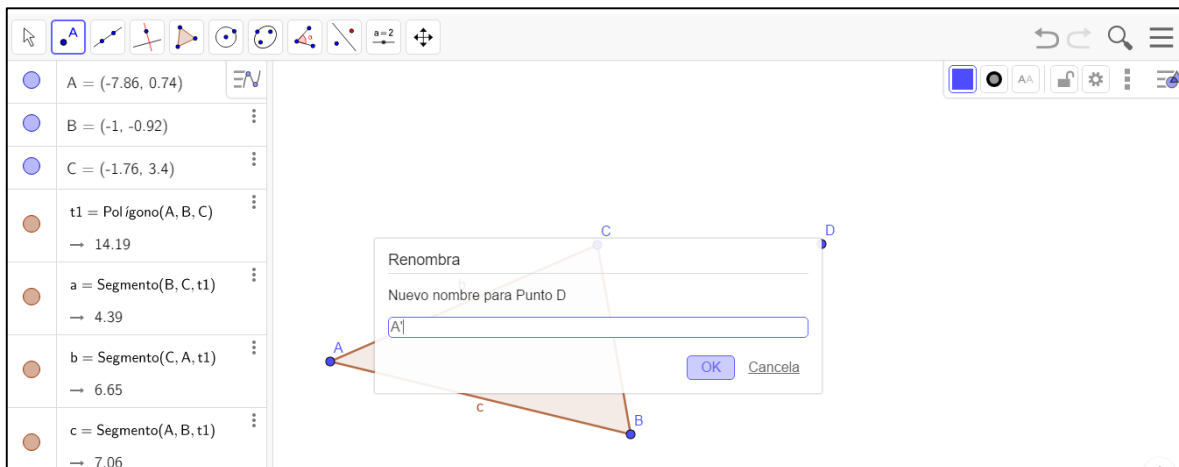 A
a=2
A = (-7.86, 0.74)
B = (-1, -0.92)
C = (-1.76, 3.4)
t1 = Polígono(A, B, C)
→ 14.19
a = Segmento(B, C, t1)
→ 4.39
b = Segmento(C, A, t1)
→ 6.65
c = Segmento(A, B, t1)
→ 7.06
AA
C
D
Renombra
b
Nuevo nombre para Punto D
A'
OK Cancela
A
c
B